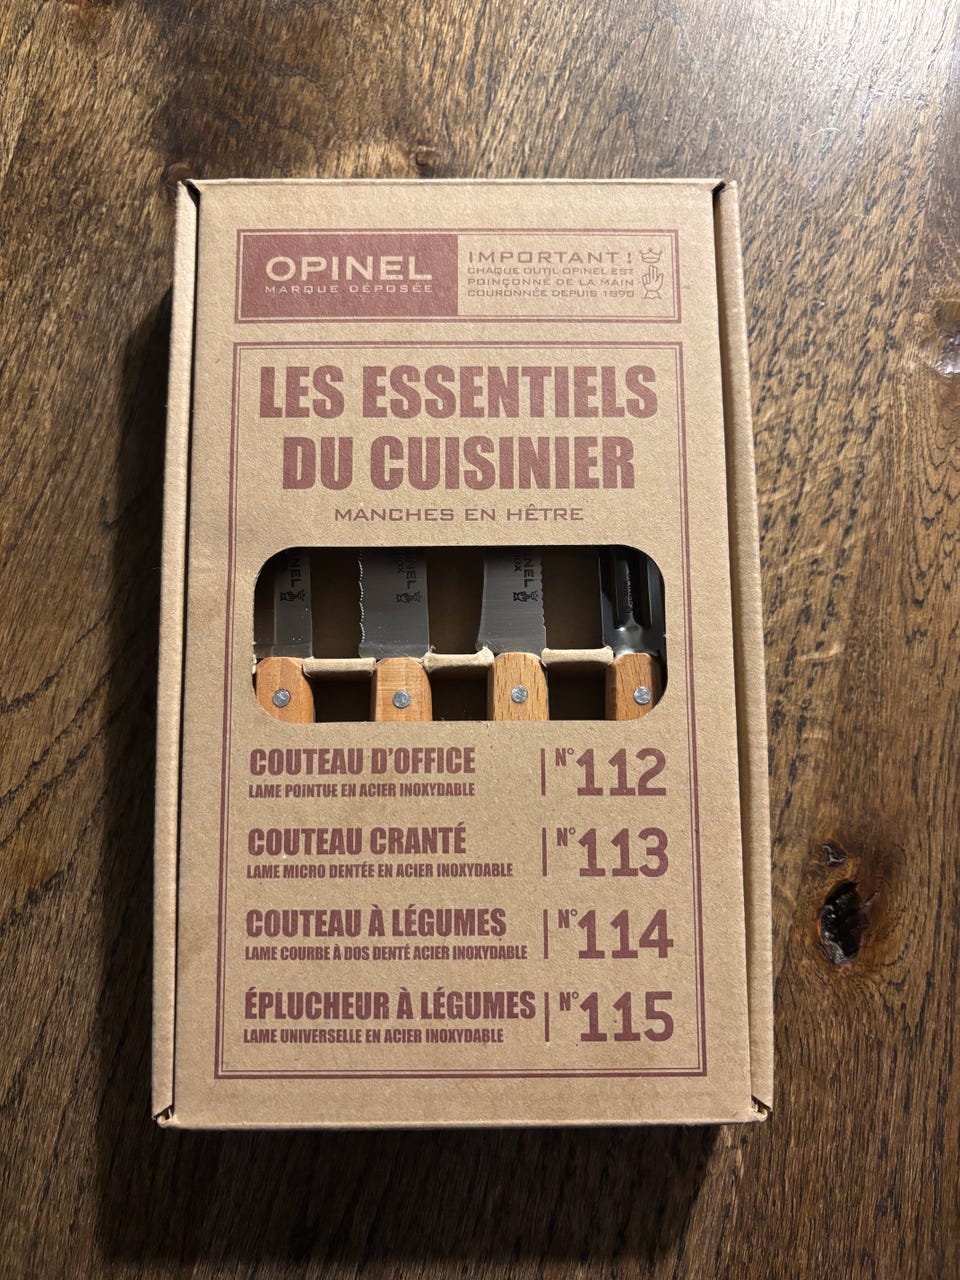 OPINEL
MARQUE DÉPOSÉE
IMPORTANT !
CHAQUE OUTIL OPINEL EST
POINÇONNÉ DE LA MAIN
COURONNÉE DEPUIS 1890
LES ESSENTIELS
DU CUISINIER
MANCHES EN HÊTRE
COUTEAU D'OFFICE
LAME POINTUE EN ACIER INOXYDABLE
N° 112
COUTEAU CRANTÉ
LAME MICRO DENTÉE EN ACIER INOXYDABLE
N° 113
COUTEAU À LÉGUMES
LAME COURBE À DOS DENTÉ ACIER INOXYDABLE
N° 114
ÉPLUCHEUR À LÉGUMES
LAME UNIVERSELLE EN ACIER INOXYDABLE
N° 115